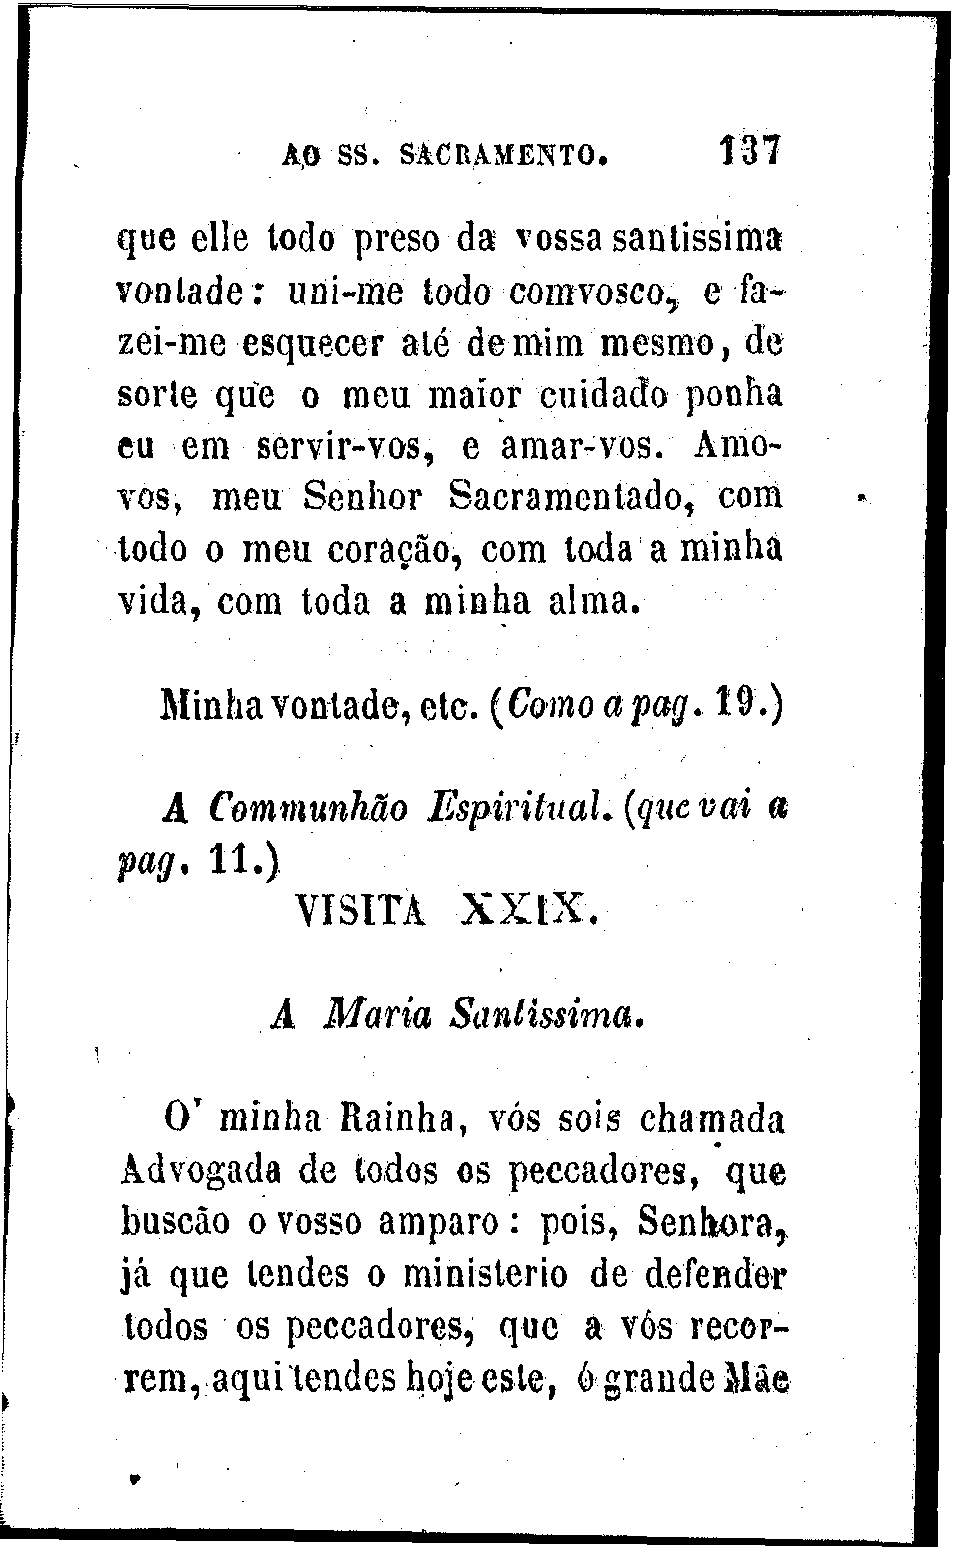 AO SS. SACRAMENTO. 137
que elle todo preso da vossa santissima
vontade: uni-me todo comvosco, e fa-
zei-me esquecer até de mim mesmo, de
sorte que o meu maior cuidado ponha
eu em servir-vos, e amar-vos. Amo-
vos, meu Senhor Sacramentado, com
todo o meu coração, com toda a minha
vida, com toda a minha alma.
Minha vontade, etc. (Como a pag. 19.)
A Communhão Espiritual. (que vai a
pag. 11.)
VISITA XXIX.
A Maria Santissima.
O' minha Rainha, vós sois chamada
Advogada de todos os peccadores, que
buscão o vosso amparo: pois, Senhora,
já que tendes o ministerio de defender
todos os peccadores, que a vós recor-
rem, aqui tendes hoje este, ó grande Mãe